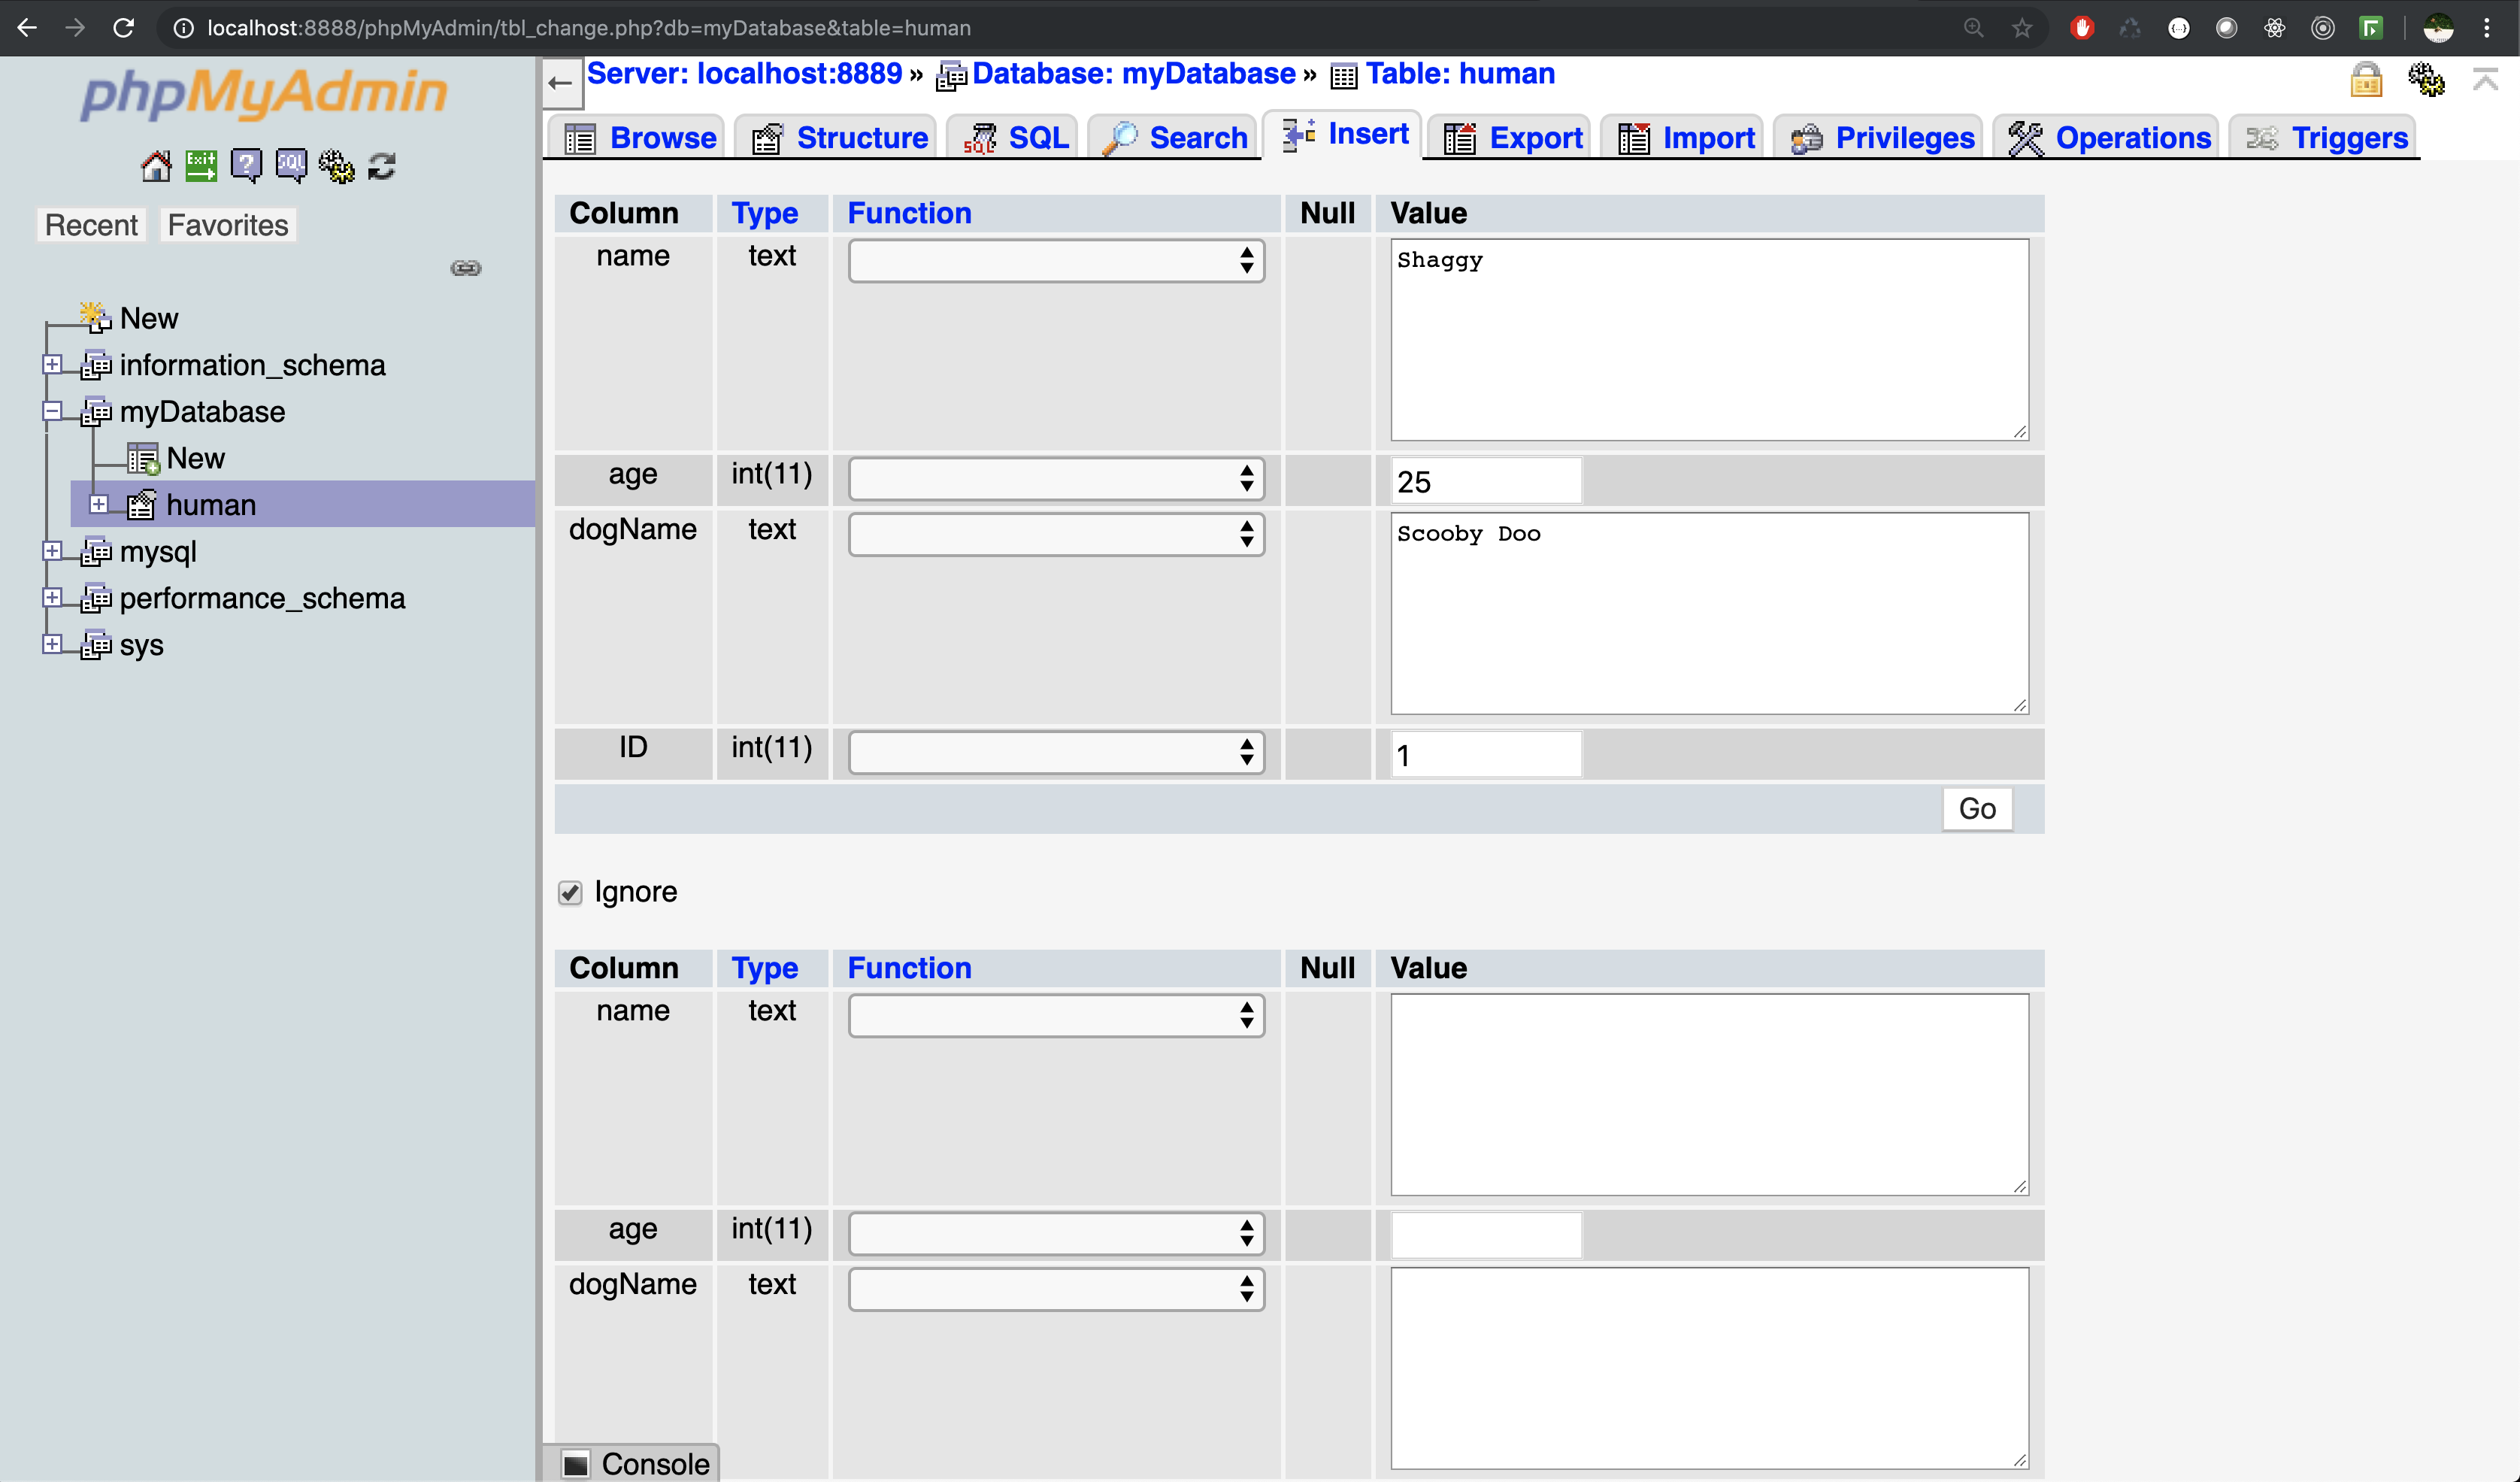 localhost:8888/phpMyAdmin/tbl_change.php?db=myDatabase&table=human
phpMyAdmin
Exit
?
SQL
Recent
Favorites
New
information_schema
myDatabase
New
human
mysql
performance_schema
sys
Server: localhost:8889 » Database: myDatabase » Table: human
Browse Structure SQL Search Insert Export Import Privileges Operations Triggers
Column Type Function Null Value
name text Shaggy
age int(11) 25
dogName text Scooby Doo
ID int(11) 1
Go
Ignore
Column Type Function Null Value
name text
age int(11)
dogName text
Console